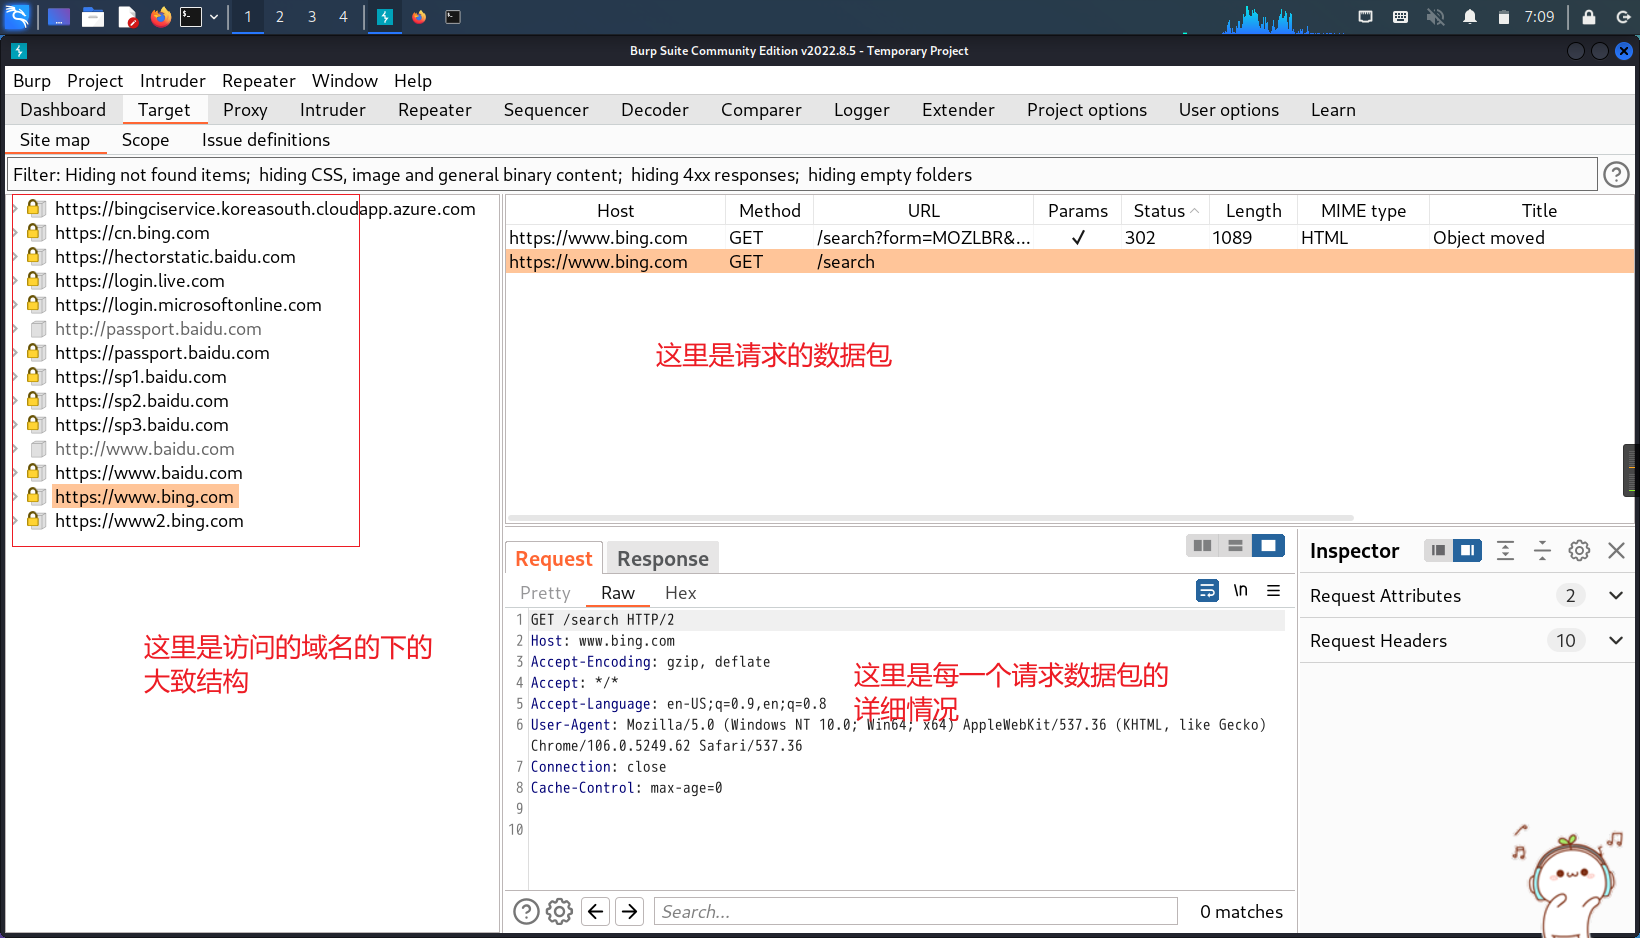 1 2 3 4 7:09
Burp Suite Community Edition v2022.8.5 - Temporary Project
Burp Project Intruder Repeater Window Help
Dashboard Target Proxy Intruder Repeater Sequencer Decoder Comparer Logger Extender Project options User options Learn
Site map Scope Issue definitions
Filter: Hiding not found items; hiding CSS, image and general binary content; hiding 4xx responses; hiding empty folders
https://bingciservice.koreasouth.cloudapp.azure.com
https://cn.bing.com
https://hectorstatic.baidu.com
https://login.live.com
https://login.microsoftonline.com
http://passport.baidu.com
https://passport.baidu.com
https://sp1.baidu.com
https://sp2.baidu.com
https://sp3.baidu.com
http://www.baidu.com
https://www.baidu.com
https://www.bing.com
https://www2.bing.com
这里是访问的域名的下的
大致结构
Host Method URL Params Status Length MIME type Title
https://www.bing.com GET /search?form=MOZLBR&... ✓ 302 1089 HTML Object moved
https://www.bing.com GET /search
这里是请求的数据包
Request Response
Pretty Raw Hex \n
1 GET /search HTTP/2
2 Host: www.bing.com
3 Accept-Encoding: gzip, deflate
4 Accept: */*
5 Accept-Language: en-US;q=0.9,en;q=0.8
6 User-Agent: Mozilla/5.0 (Windows NT 10.0; Win64; x64) AppleWebKit/537.36 (KHTML, like Gecko)
Chrome/106.0.5249.62 Safari/537.36
7 Connection: close
8 Cache-Control: max-age=0
9
10
这里是每一个请求数据包的
详细情况
Search... 0 matches
Inspector
Request Attributes 2
Request Headers 10